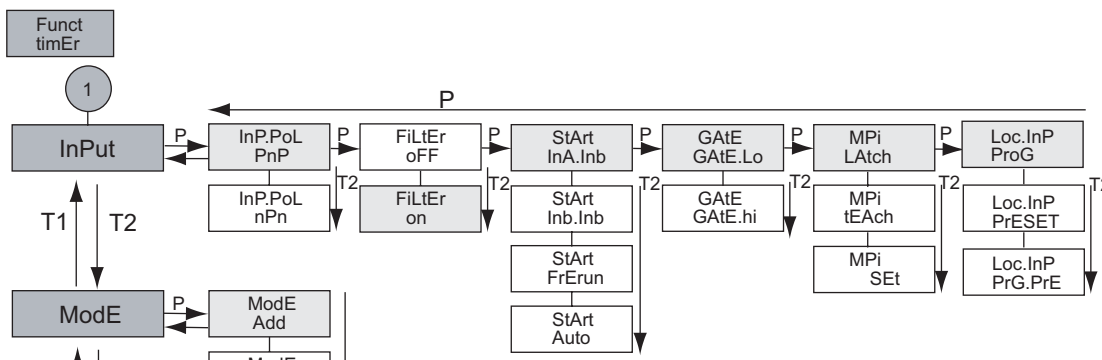 Funct
timEr
1
P
InPut
P
InP.PoL
PnP
P
FiLtEr
oFF
P
StArt
InA.Inb
P
GAtE
GAtE.Lo
P
MPi
LAtch
P
Loc.InP
ProG
T2
T2
T2
T2
InP.PoL
nPn
FiLtEr
on
StArt
Inb.Inb
GAtE
GAtE.hi
MPi
tEAch
Loc.InP
PrESET
T1
T2
StArt
FrErun
MPi
SEt
Loc.InP
PrG.PrE
ModE
P
ModE
Add
StArt
Auto